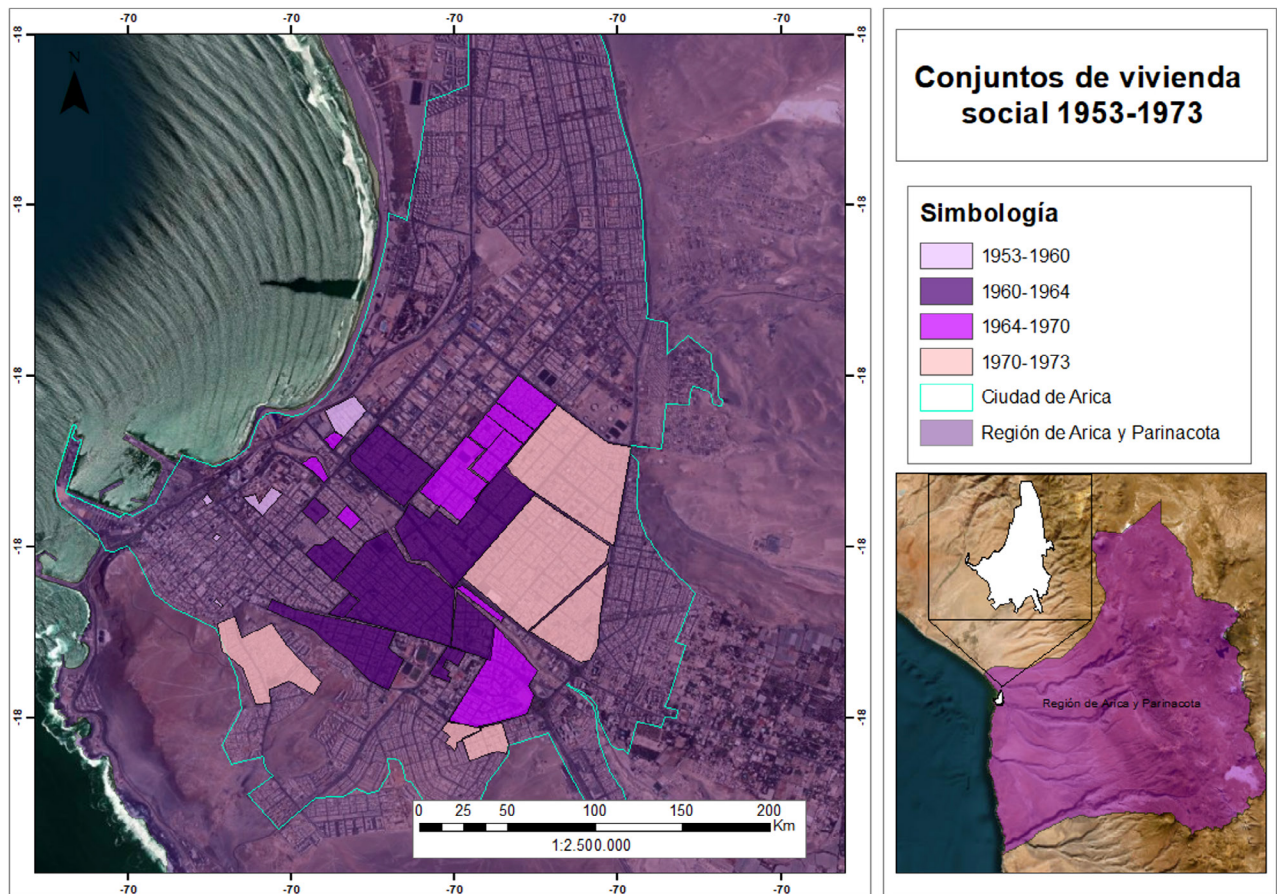 -70 -70 -70 -70
-18 -18
N
-18 -18
-18 -18
-18 -18
-18 -18
0 25 50 100 150 200
Km
1:2.500.000
-70 -70 -70 -70
Conjuntos de vivienda
social 1953-1973
Simbología
1953-1960
1960-1964
1964-1970
1970-1973
Ciudad de Arica
Región de Arica y Parinacota
Región de Arica y Parinacota